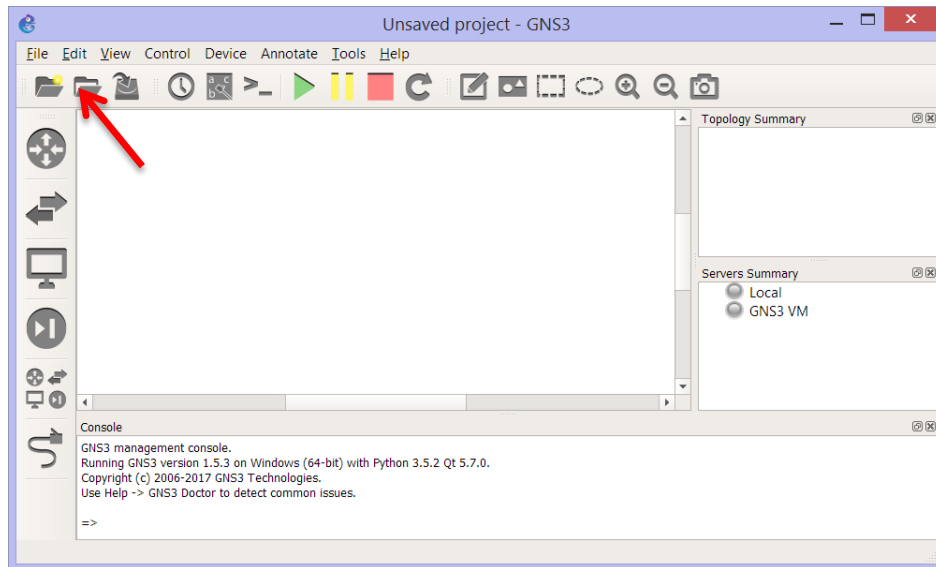 Unsaved project - GNS3
File Edit View Control Device Annotate Tools Help
Topology Summary
Servers Summary
Local
GNS3 VM
Console
GNS3 management console.
Running GNS3 version 1.5.3 on Windows (64-bit) with Python 3.5.2 Qt 5.7.0.
Copyright (c) 2006-2017 GNS3 Technologies.
Use Help -> GNS3 Doctor to detect common issues.
=>